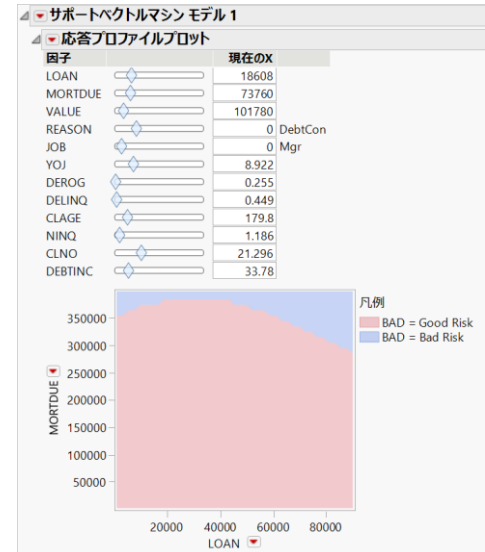 サポートベクトルマシン モデル 1
応答プロファイルプロット
因子 現在のX
LOAN 18608
MORTDUE 73760
VALUE 101780
REASON 0 DebtCon
JOB 0 Mgr
YOJ 8.922
DEROG 0.255
DELINQ 0.449
CLAGE 179.8
NINQ 1.186
CLNO 21.296
DEBTINC 33.78
凡例
BAD = Good Risk
BAD = Bad Risk
MORTDUE
350000
300000
250000
200000
150000
100000
50000
20000 40000 60000 80000
LOAN